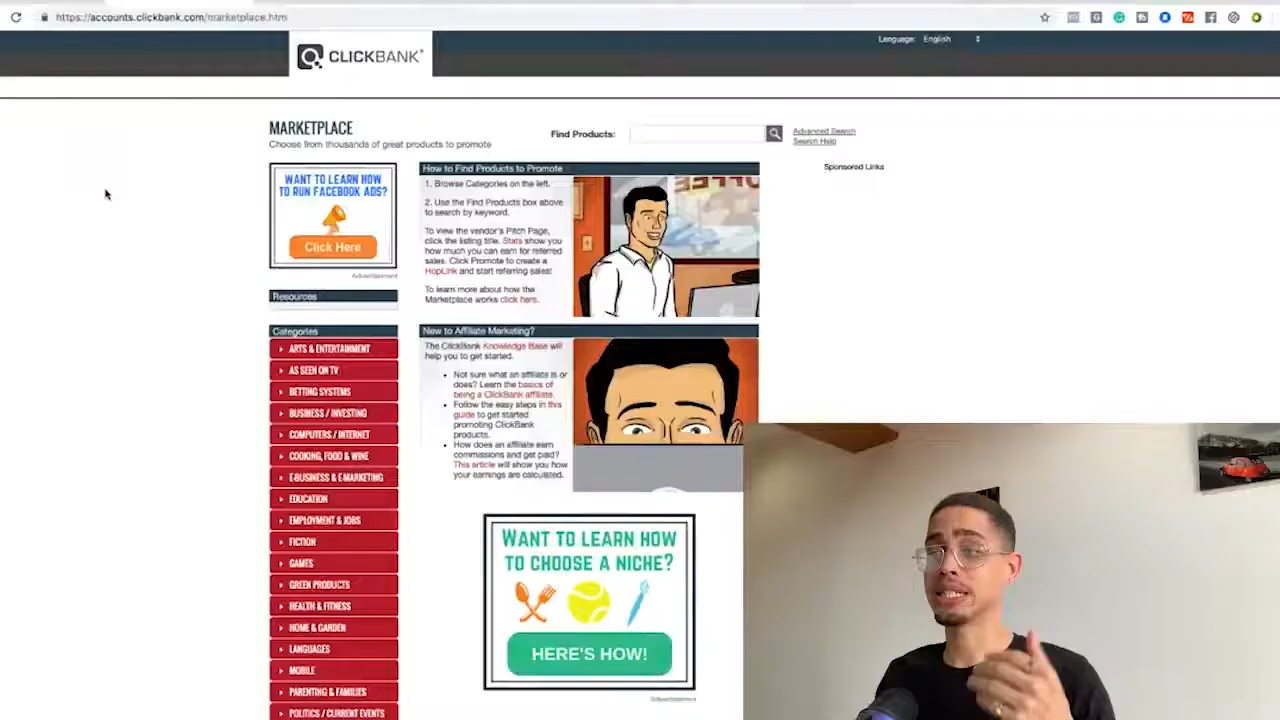 https://accounts.clickbank.com/marketplace.htm
Language: English
CLICKBANK
MARKETPLACE
Choose from thousands of great products to promote
Find Products:
Advanced Search
Search Help
Sponsored Links
WANT TO LEARN HOW
TO RUN FACEBOOK ADS?
Click Here
Advertisement
Resources
Categories
ARTS & ENTERTAINMENT
AS SEEN ON TV
BETTING SYSTEMS
BUSINESS / INVESTING
COMPUTERS / INTERNET
COOKING, FOOD & WINE
E-BUSINESS & E-MARKETING
EDUCATION
EMPLOYMENT & JOBS
FICTION
GAMES
GREEN PRODUCTS
HEALTH & FITNESS
HOME & GARDEN
LANGUAGES
MOBILE
PARENTING & FAMILIES
POLITICS / CURRENT EVENTS
How to Find Products to Promote
1. Browse Categories on the left.
2. Use the Find Products box above
to search by keyword.
To view the vendor's Pitch Page,
click the listing title. Stats show you
how much you can earn for referred
sales. Click Promote to create a
HopLink and start referring sales!
To learn more about how the
Marketplace works click here.
New to Affiliate Marketing?
The ClickBank Knowledge Base will
help you to get started.
Not sure what an affiliate is or
does? Learn the basics of
being a ClickBank affiliate.
Follow the easy steps in this
guide to get started
promoting ClickBank
products.
How does an affiliate earn
commissions and get paid?
This article will show you how
your earnings are calculated.
WANT TO LEARN HOW
TO CHOOSE A NICHE?
HERE'S HOW!
Advertisement